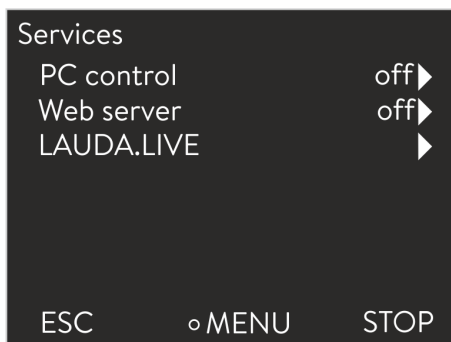 Services
PC control off
Web server off
LAUDA.LIVE
ESC MENU STOP